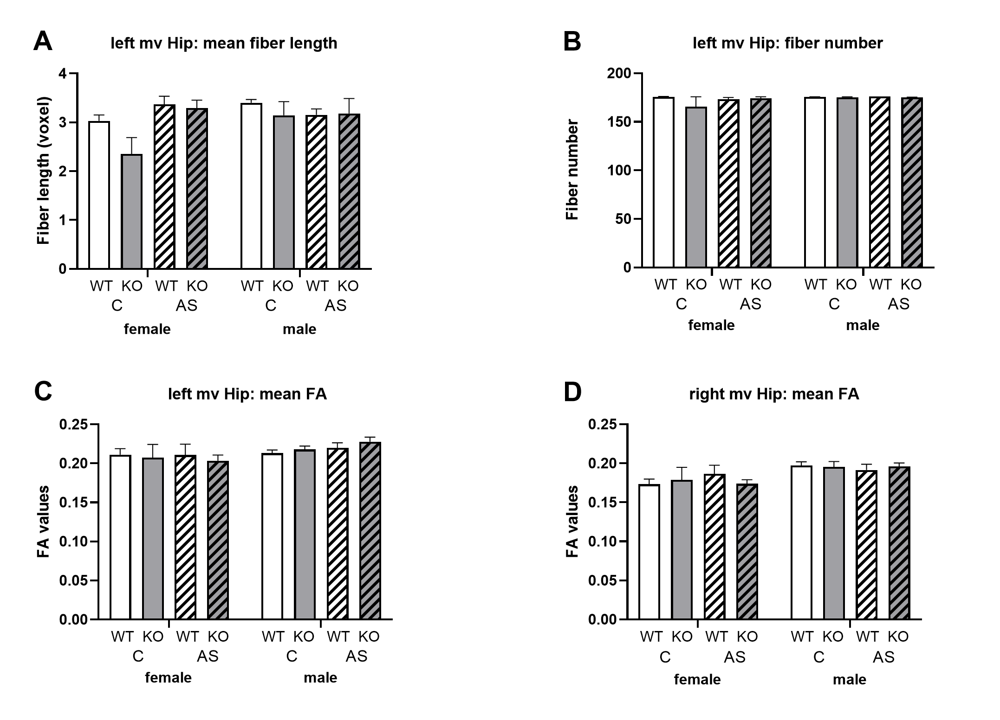 A
left mv Hip: mean fiber length
Fiber length (voxel)
4
3
2
1
0
WT KO WT KO WT KO WT KO
C AS C AS
female male
B
left mv Hip: fiber number
Fiber number
200
150
100
50
0
WT KO WT KO WT KO WT KO
C AS C AS
female male
C
left mv Hip: mean FA
FA values
0.25
0.20
0.15
0.10
0.05
0.00
WT KO WT KO WT KO WT KO
C AS C AS
female male
D
right mv Hip: mean FA
FA values
0.25
0.20
0.15
0.10
0.05
0.00
WT KO WT KO WT KO WT KO
C AS C AS
female male